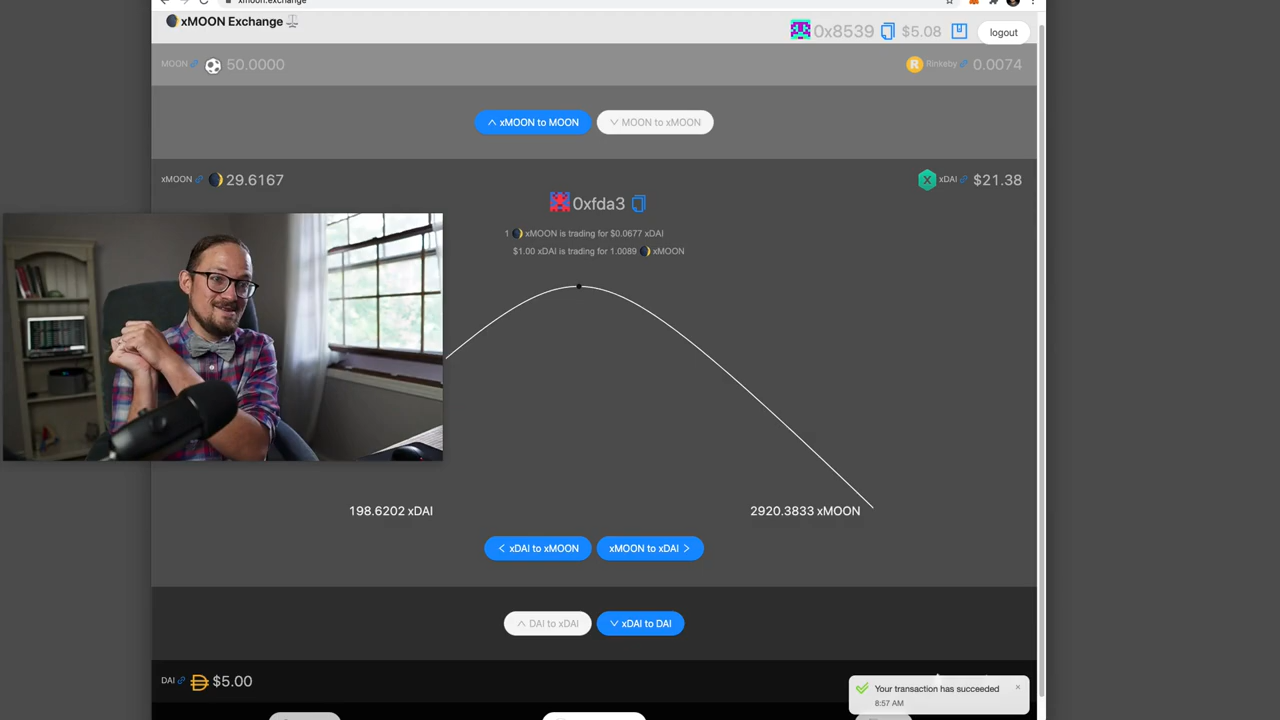 xmoon.exchange
xMOON Exchange
0x8539 $5.08 logout
MOON 50.0000
R Rinkeby 0.0074
xMOON to MOON
MOON to xMOON
xMOON 29.6167
X xDAI $21.38
0xfda3
1 xMOON is trading for $0.0677 xDAI
$1.00 xDAI is trading for 1.0089 xMOON
198.6202 xDAI
2920.3833 xMOON
< xDAI to xMOON
xMOON to xDAI >
DAI to xDAI
xDAI to DAI
DAI $5.00
Your transaction has succeeded ×
8:57 AM